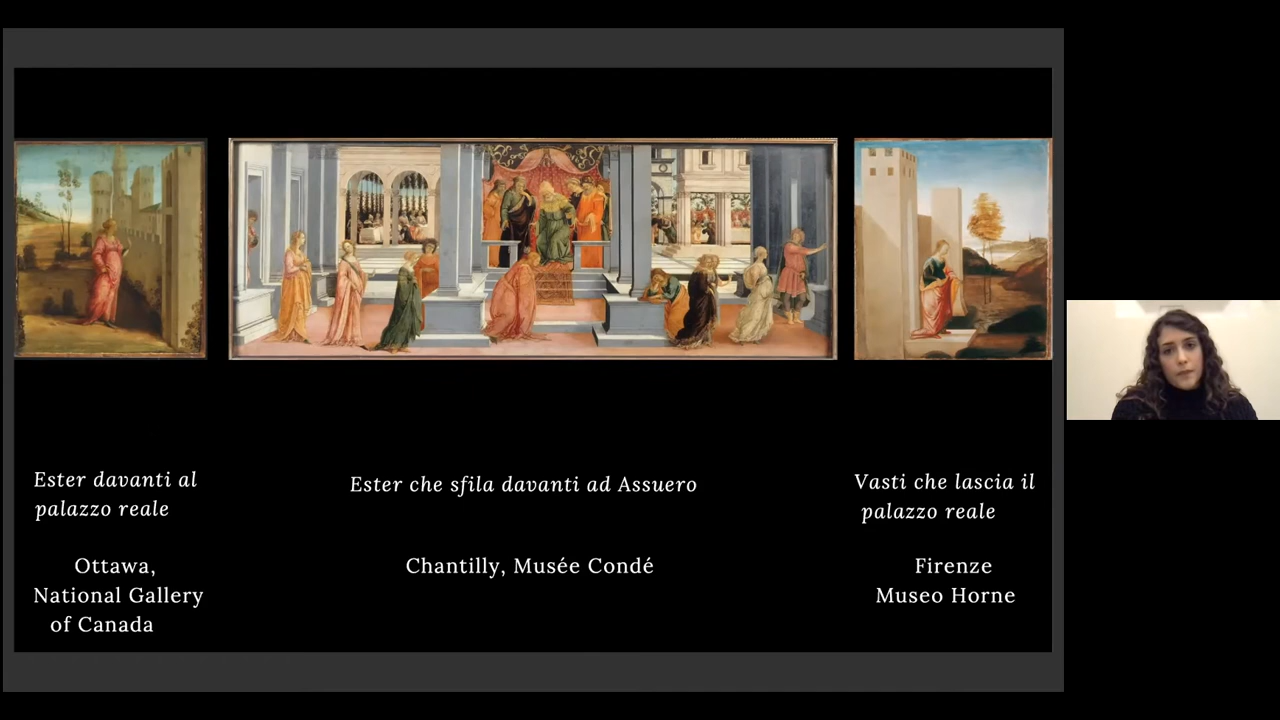 Ester davanti al
palazzo reale
Ottawa,
National Gallery
of Canada
Ester che sfila davanti ad Assuero
Chantilly, Musée Condé
Vasti che lascia il
palazzo reale
Firenze
Museo Horne